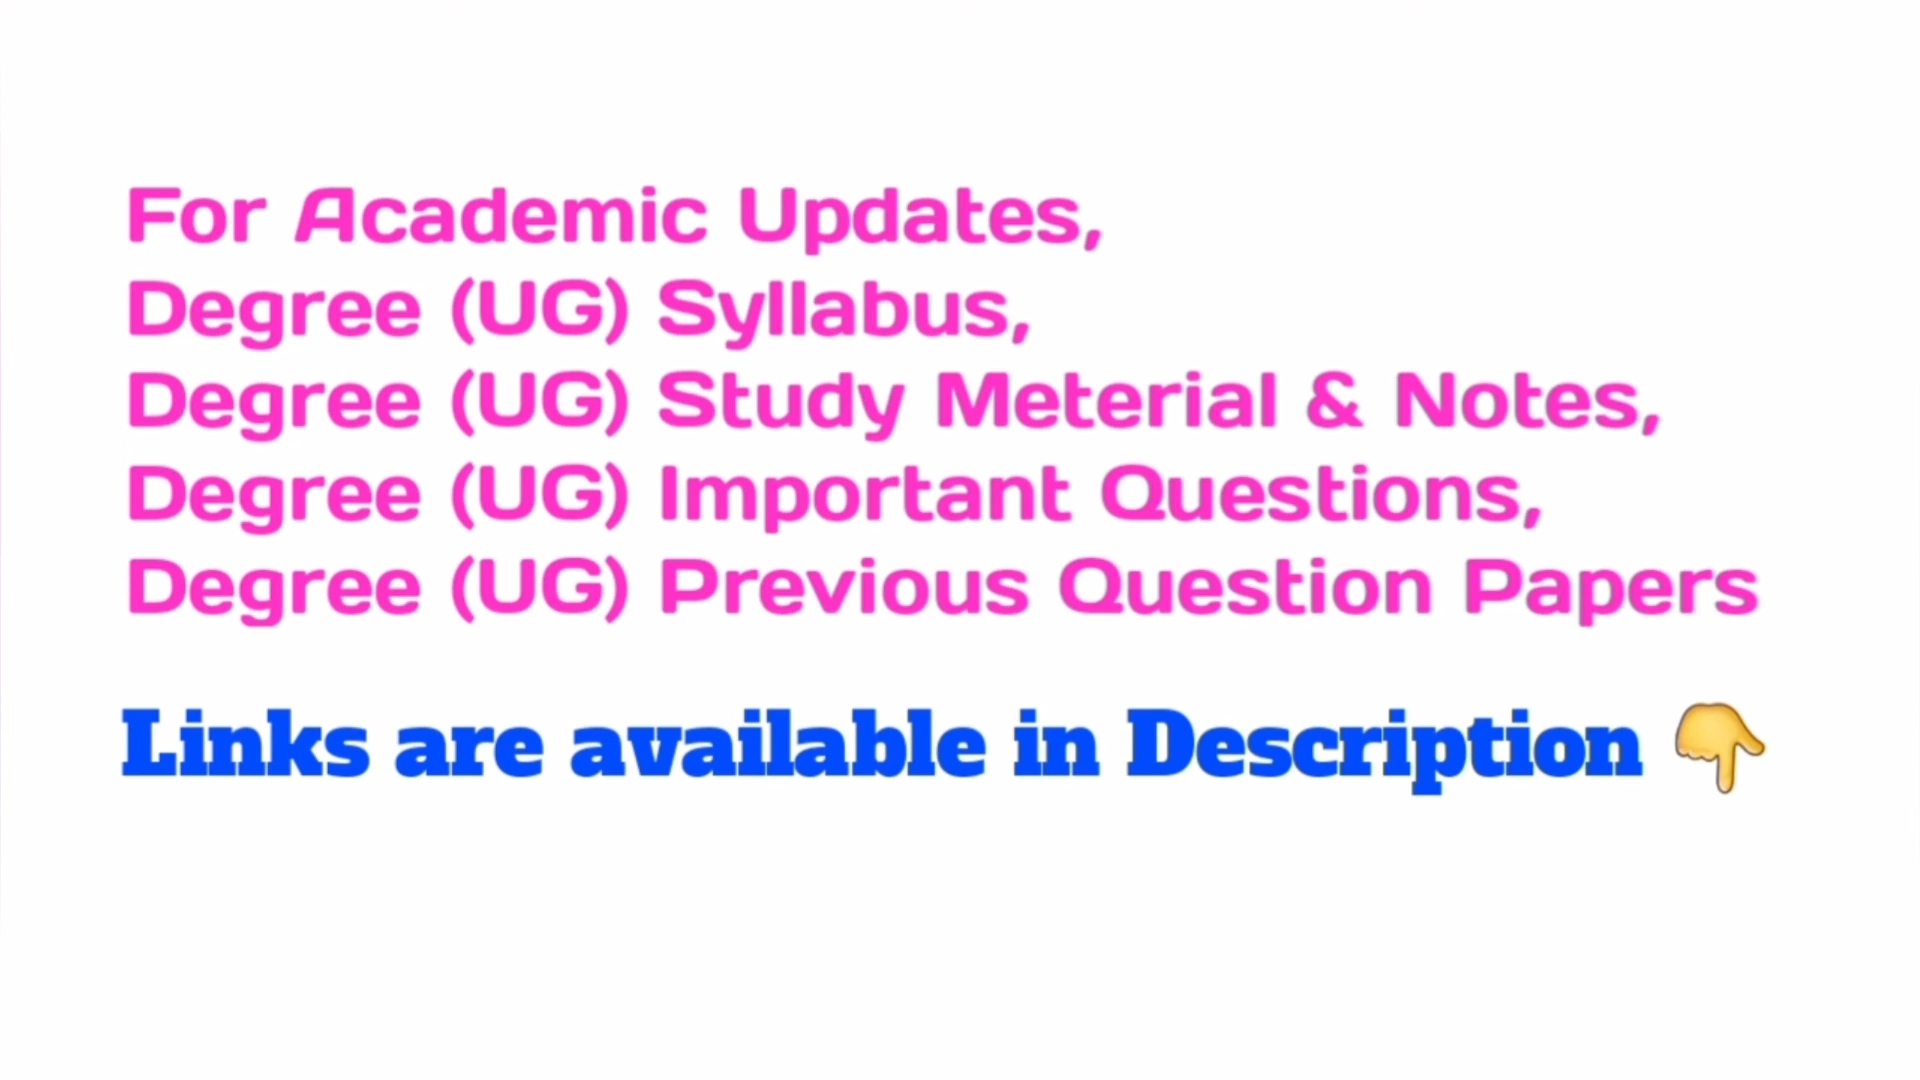 For Academic Updates,
Degree (UG) Syllabus,
Degree (UG) Study Meterial & Notes,
Degree (UG) Important Questions,
Degree (UG) Previous Question Papers
Links are available in Description 👇